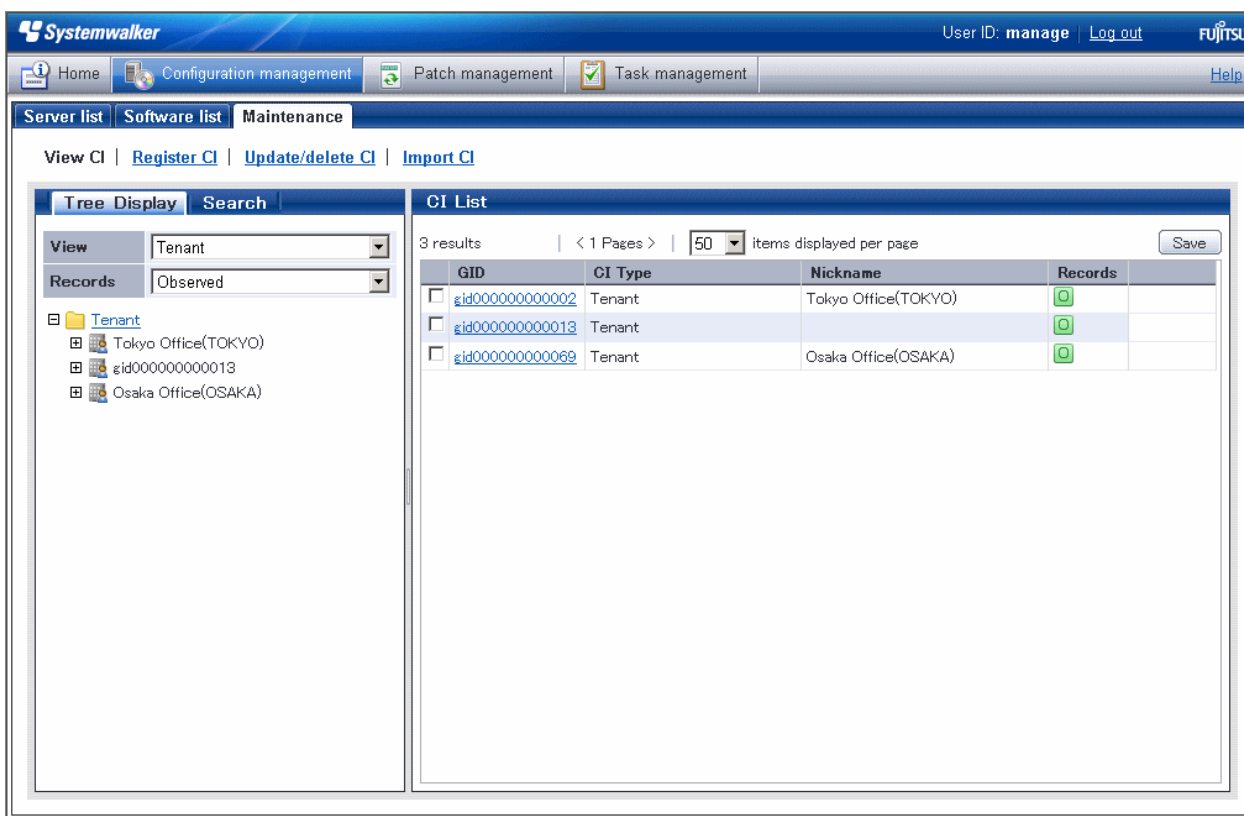 Systemwalker User ID: manage | Log out FUJITSU
Home Configuration management Patch management Task management Help
Server list Software list Maintenance
View CI | Register CI | Update/delete CI | Import CI
Tree Display Search
View Tenant
Records Observed
Tenant
Tokyo Office(TOKYO)
gid000000000013
Osaka Office(OSAKA)
CI List
3 results | < 1 Pages > | 50 items displayed per page Save
GID CI Type Nickname Records
gid000000000002 Tenant Tokyo Office(TOKYO) O
gid000000000013 Tenant O
gid000000000069 Tenant Osaka Office(OSAKA) O